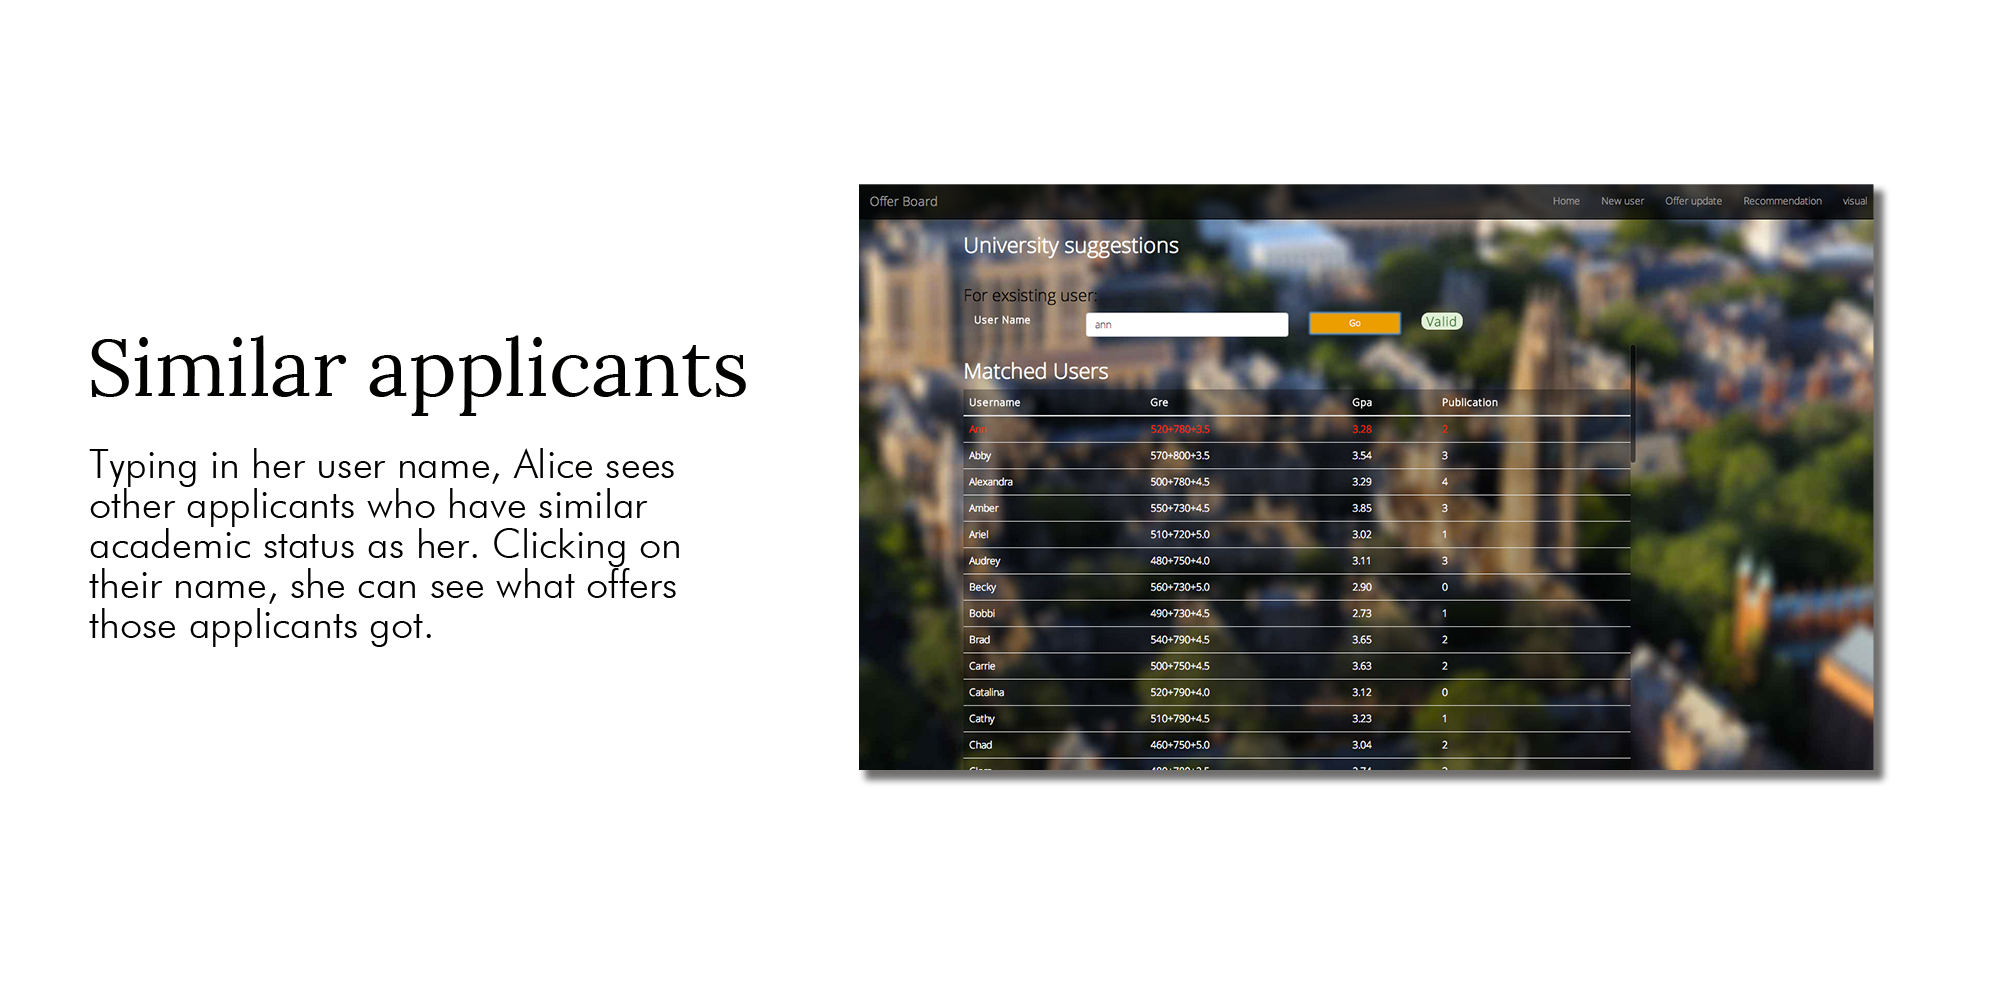 Similar applicants
Typing in her user name, Alice sees
other applicants who have similar
academic status as her. Clicking on
their name, she can see what offers
those applicants got.
Offer Board Home New user Offer update Recommendation visual
University suggestions
For exsisting user:
User Name ann Go Valid
Matched Users
Username Gre Gpa Publication
Ann 520+780+3.5 3.28 2
Abby 570+800+3.5 3.54 3
Alexandra 500+780+4.5 3.29 4
Amber 550+730+4.5 3.85 3
Ariel 510+720+5.0 3.02 1
Audrey 480+750+4.0 3.11 3
Becky 560+730+5.0 2.90 0
Bobbi 490+730+4.5 2.73 1
Brad 540+790+4.5 3.65 2
Carrie 500+750+4.5 3.63 2
Catalina 520+790+4.0 3.12 0
Cathy 510+790+4.5 3.23 1
Chad 460+750+5.0 3.04 2